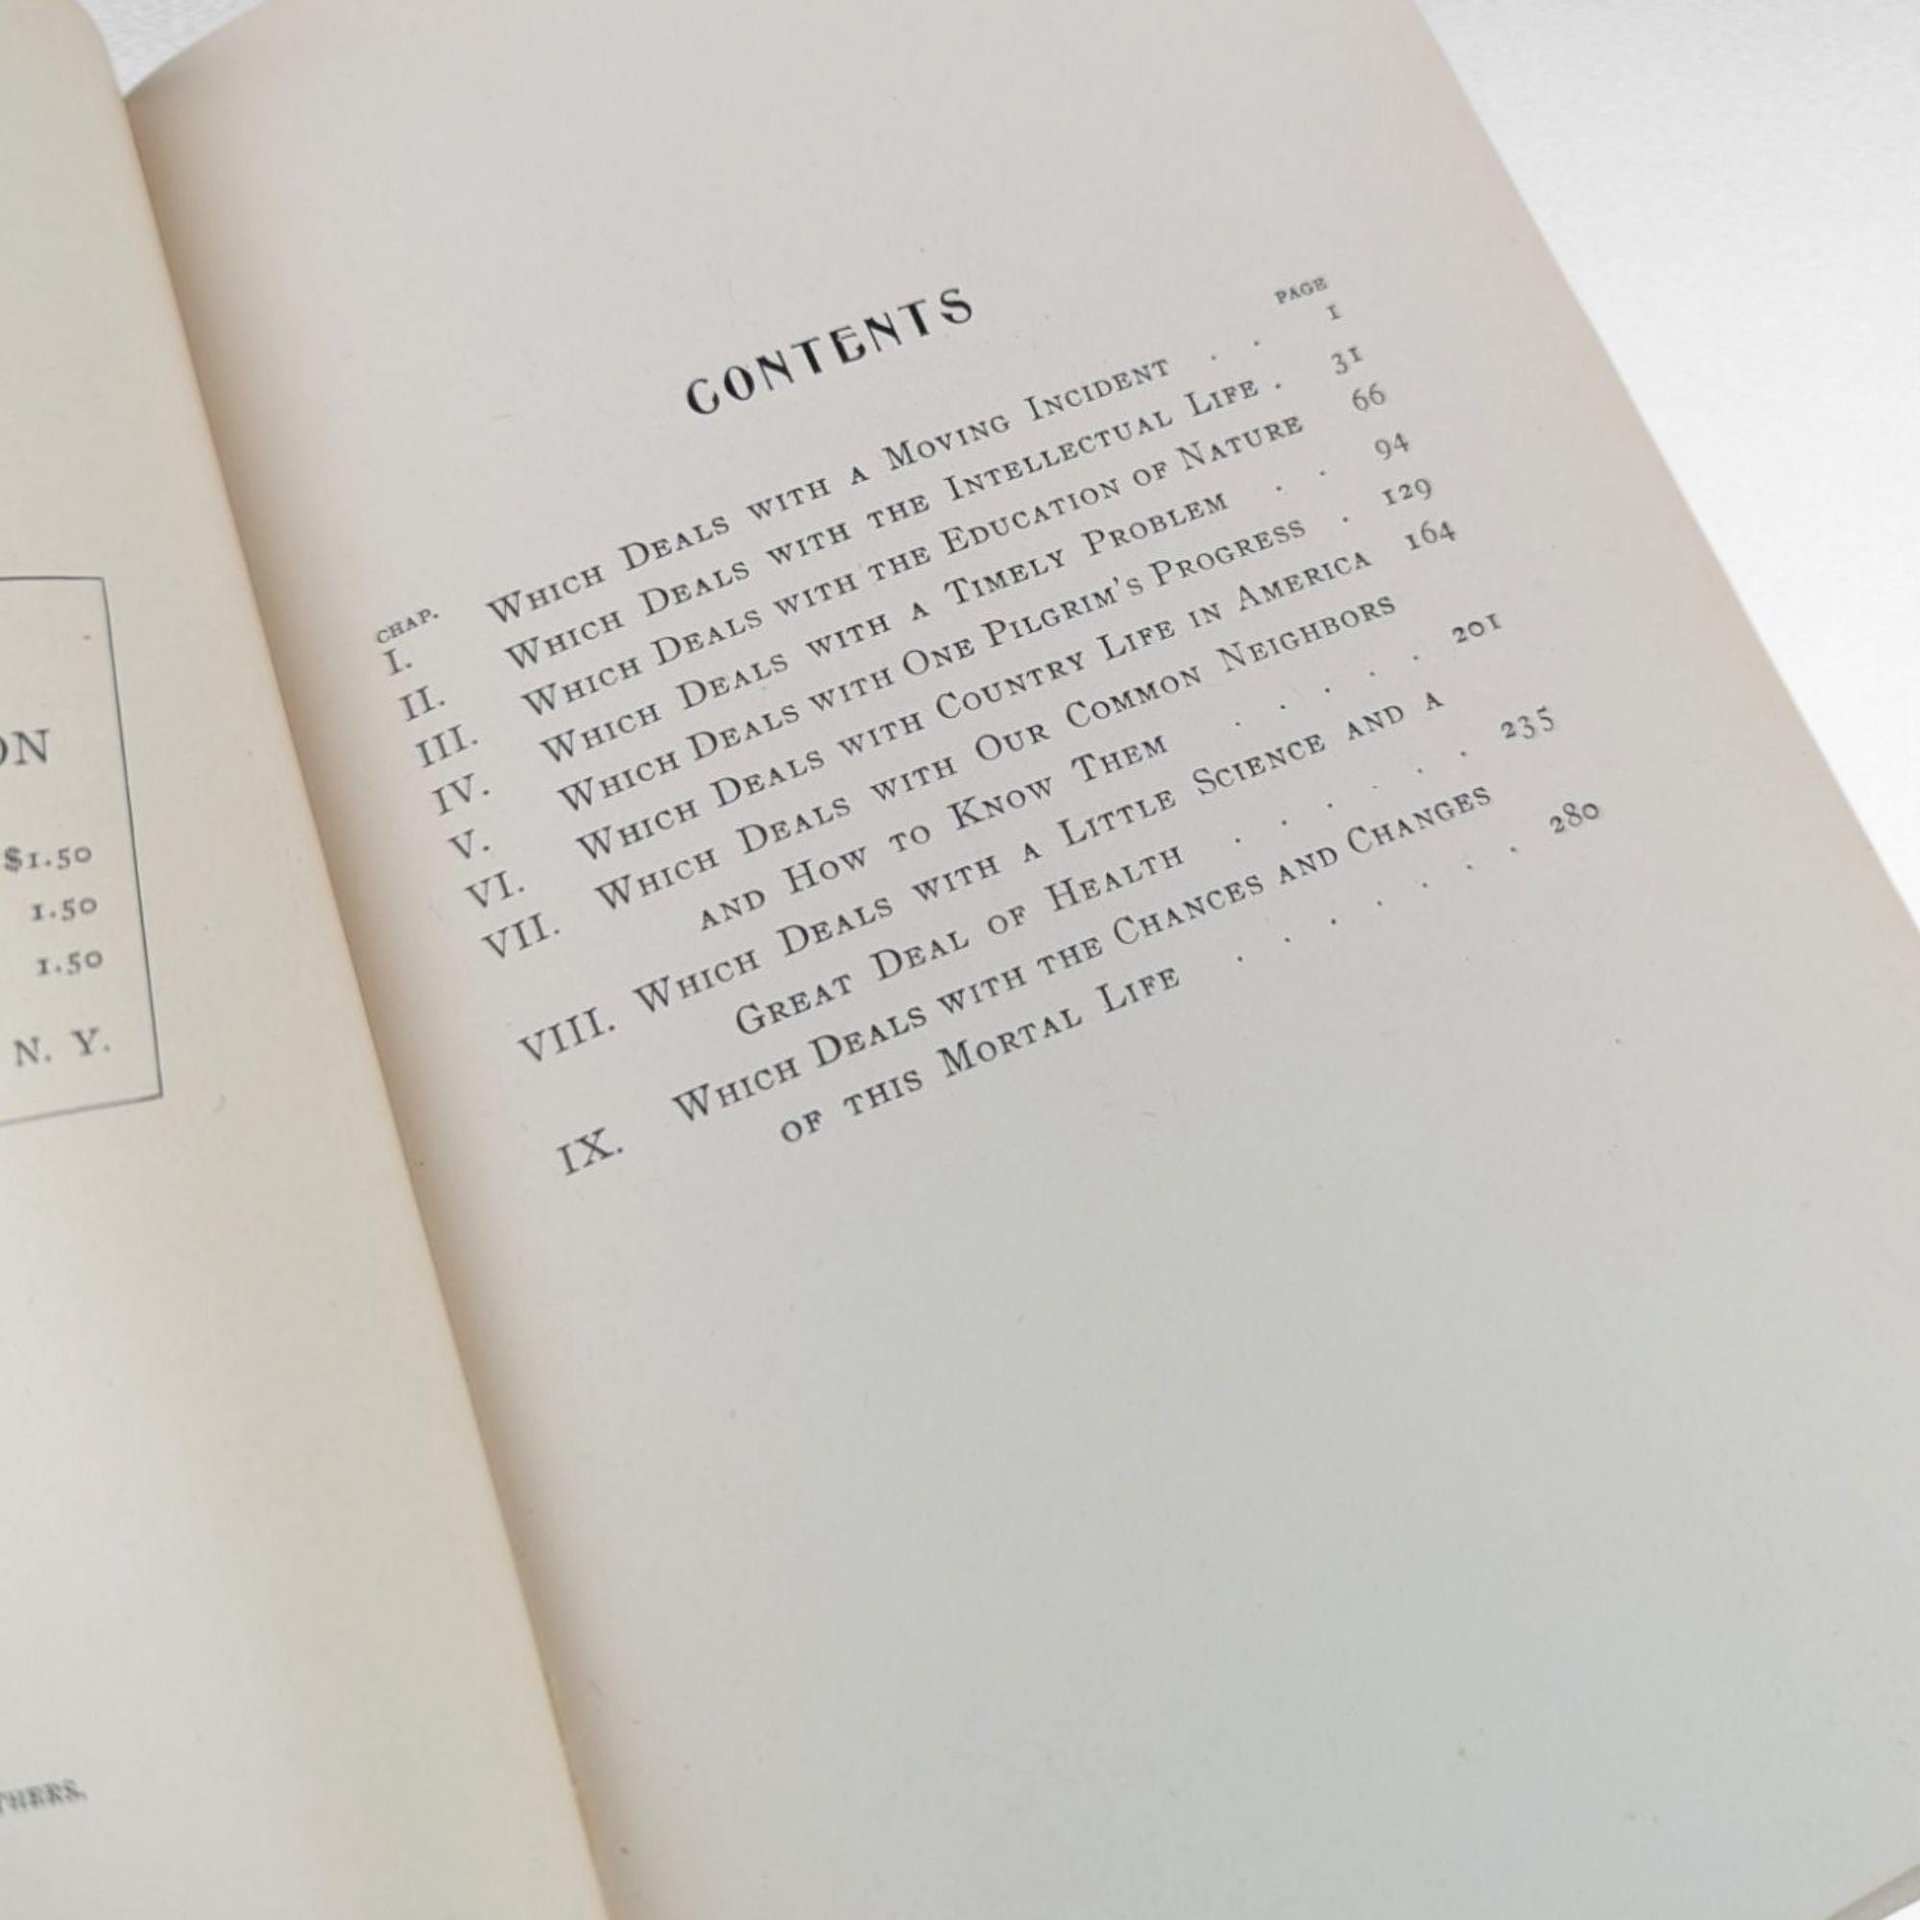 ON
$1.50
1.50
1.50
N. Y.
THERS.
CONTENTS
CHAP. PAGE
I. Which Deals with a Moving Incident . . 1
II. Which Deals with the Intellectual Life . 31
III. Which Deals with the Education of Nature 66
IV. Which Deals with a Timely Problem . . 94
V. Which Deals with One Pilgrim's Progress . 129
VI. Which Deals with Country Life in America 164
VII. Which Deals with Our Common Neighbors
and How to Know Them . . . . . 201
VIII. Which Deals with a Little Science and a
Great Deal of Health . . . . . . 235
IX. Which Deals with the Chances and Changes
of this Mortal Life . . . . . . . 280